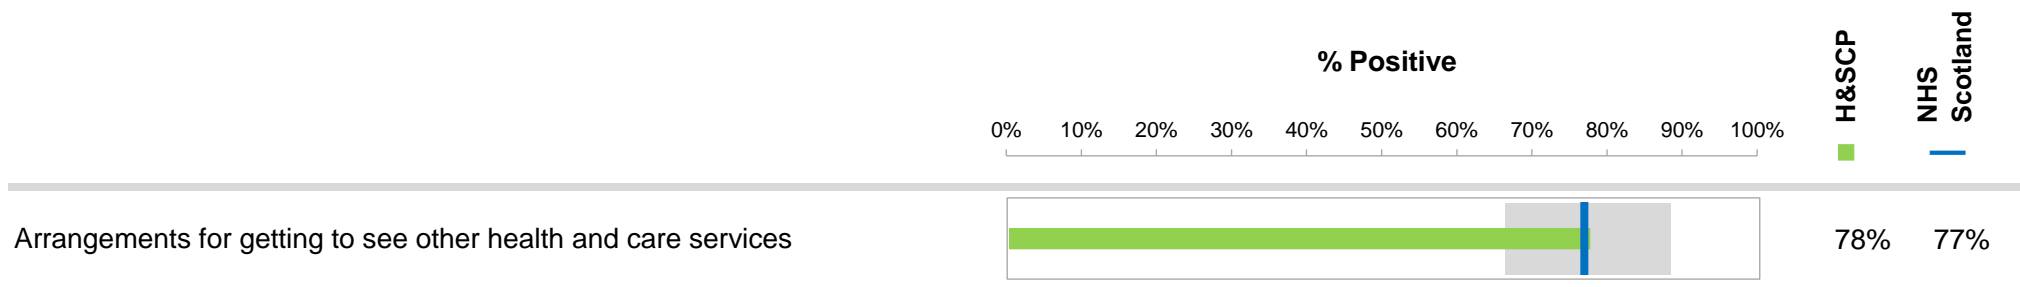 % Positive
H&SCP
NHS
Scotland
0% 10% 20% 30% 40% 50% 60% 70% 80% 90% 100%
Arrangements for getting to see other health and care services 78% 77%